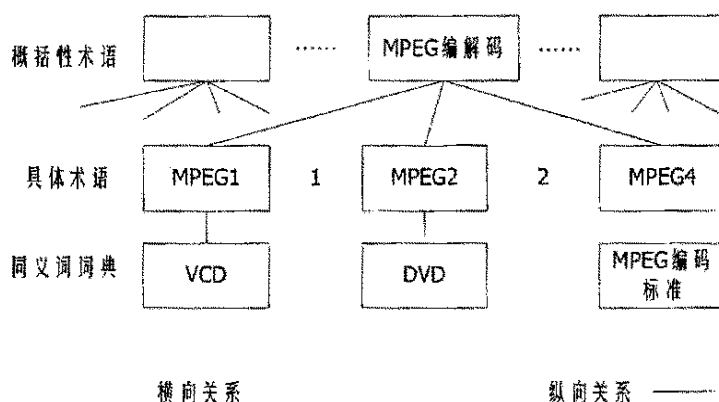 概括性术语 …… MPEG编解码 ……
具体术语 MPEG1 1 MPEG2 2 MPEG4
同义词词典 VCD DVD MPEG编码
标准
横向关系 纵向关系